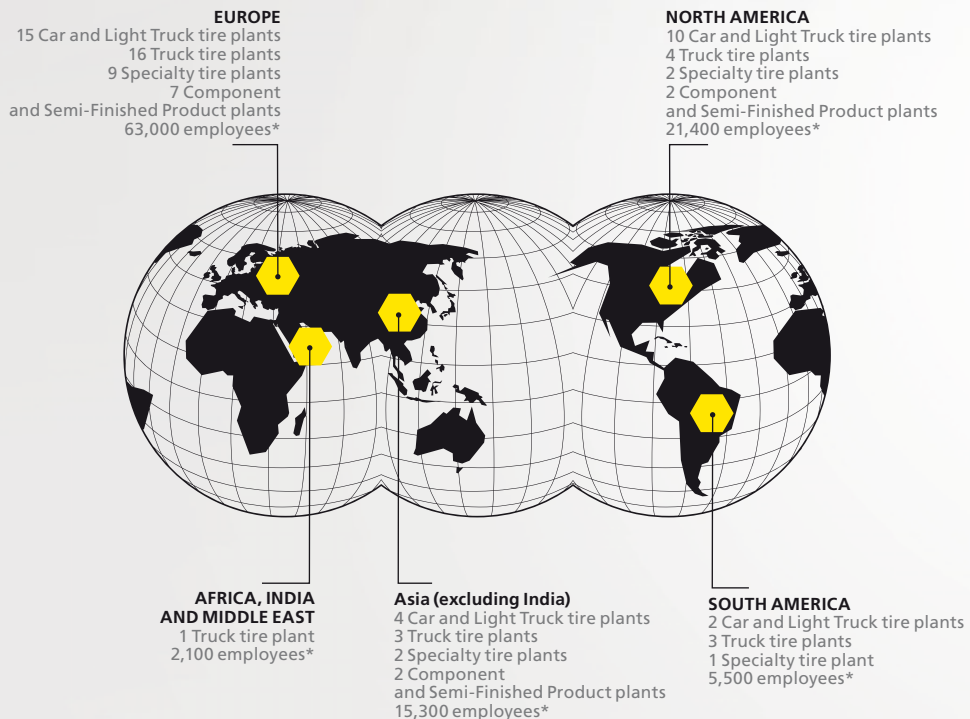 EUROPE
15 Car and Light Truck tire plants
16 Truck tire plants
9 Specialty tire plants
7 Component
and Semi-Finished Product plants
63,000 employees*
NORTH AMERICA
10 Car and Light Truck tire plants
4 Truck tire plants
2 Specialty tire plants
2 Component
and Semi-Finished Product plants
21,400 employees*
AFRICA, INDIA
AND MIDDLE EAST
1 Truck tire plant
2,100 employees*
Asia (excluding India)
4 Car and Light Truck tire plants
3 Truck tire plants
2 Specialty tire plants
2 Component
and Semi-Finished Product plants
15,300 employees*
SOUTH AMERICA
2 Car and Light Truck tire plants
3 Truck tire plants
1 Specialty tire plant
5,500 employees*